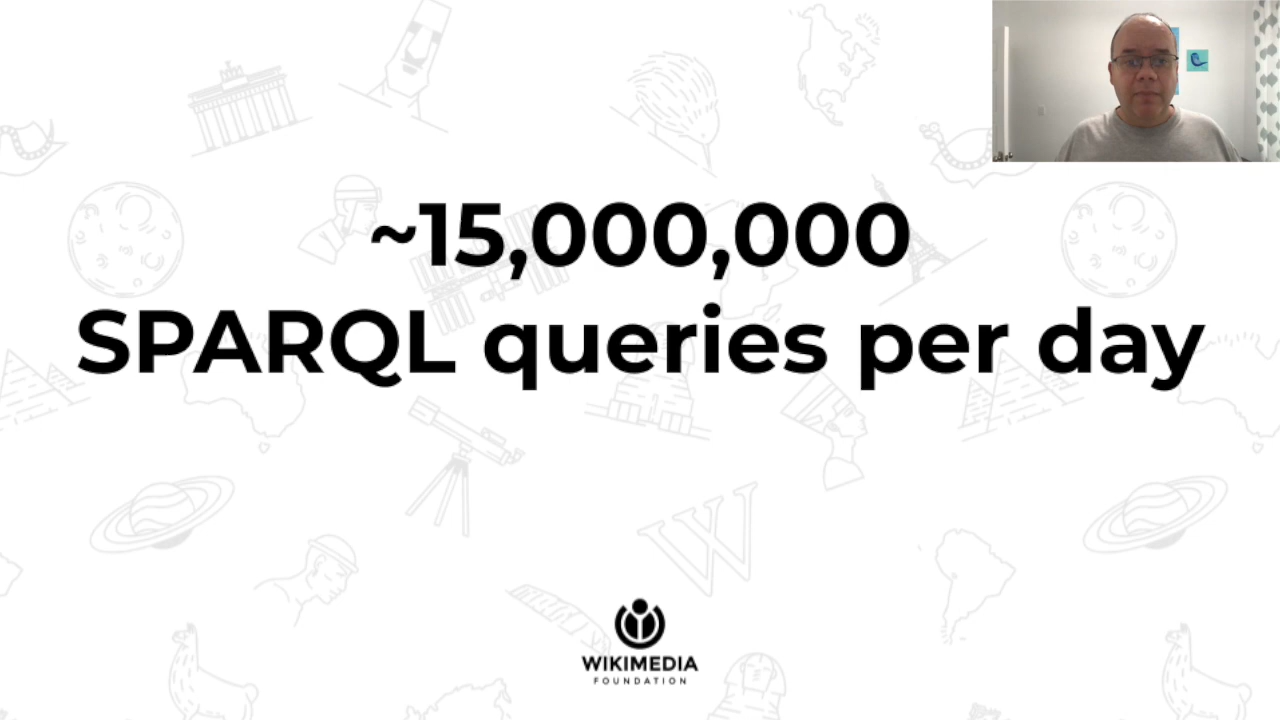 ~15,000,000
SPARQL queries per day
W
WIKIMEDIA
FOUNDATION